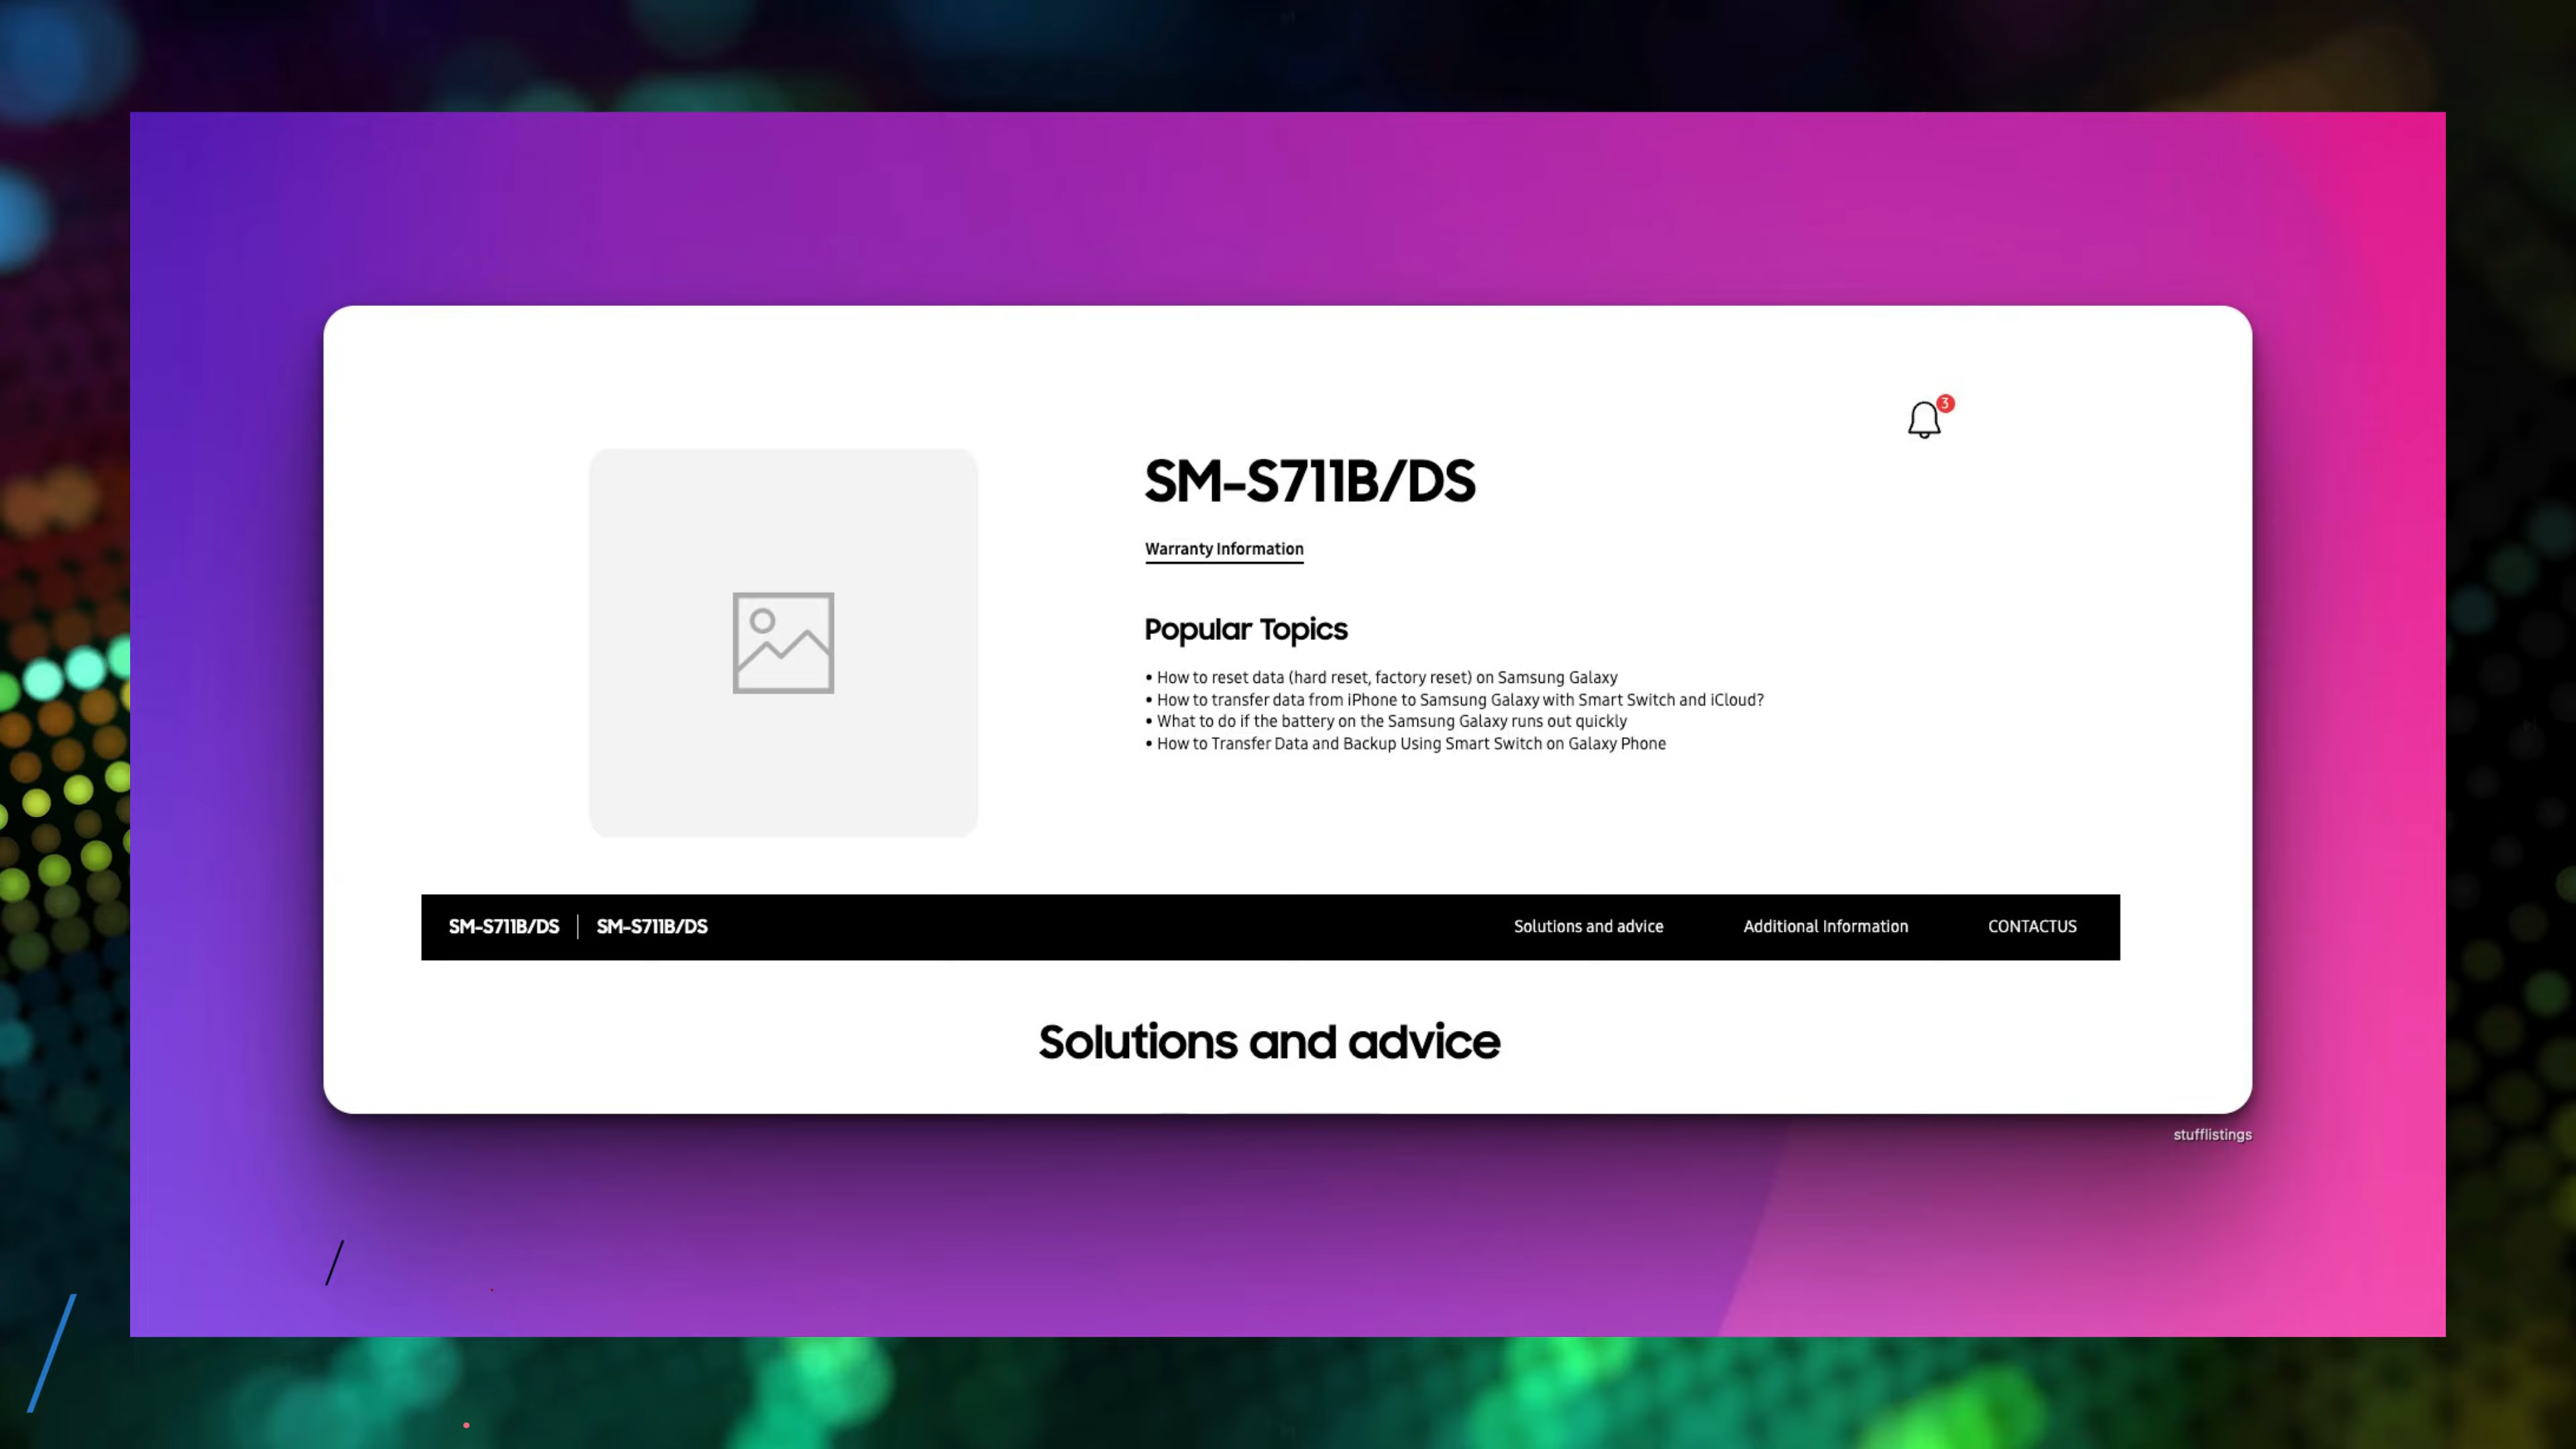 3
SM-S711B/DS
Warranty Information
Popular Topics
• How to reset data (hard reset, factory reset) on Samsung Galaxy
• How to transfer data from iPhone to Samsung Galaxy with Smart Switch and iCloud?
• What to do if the battery on the Samsung Galaxy runs out quickly
• How to Transfer Data and Backup Using Smart Switch on Galaxy Phone
SM-S711B/DS | SM-S711B/DS Solutions and advice Additional Information CONTACTUS
Solutions and advice
stufflistings